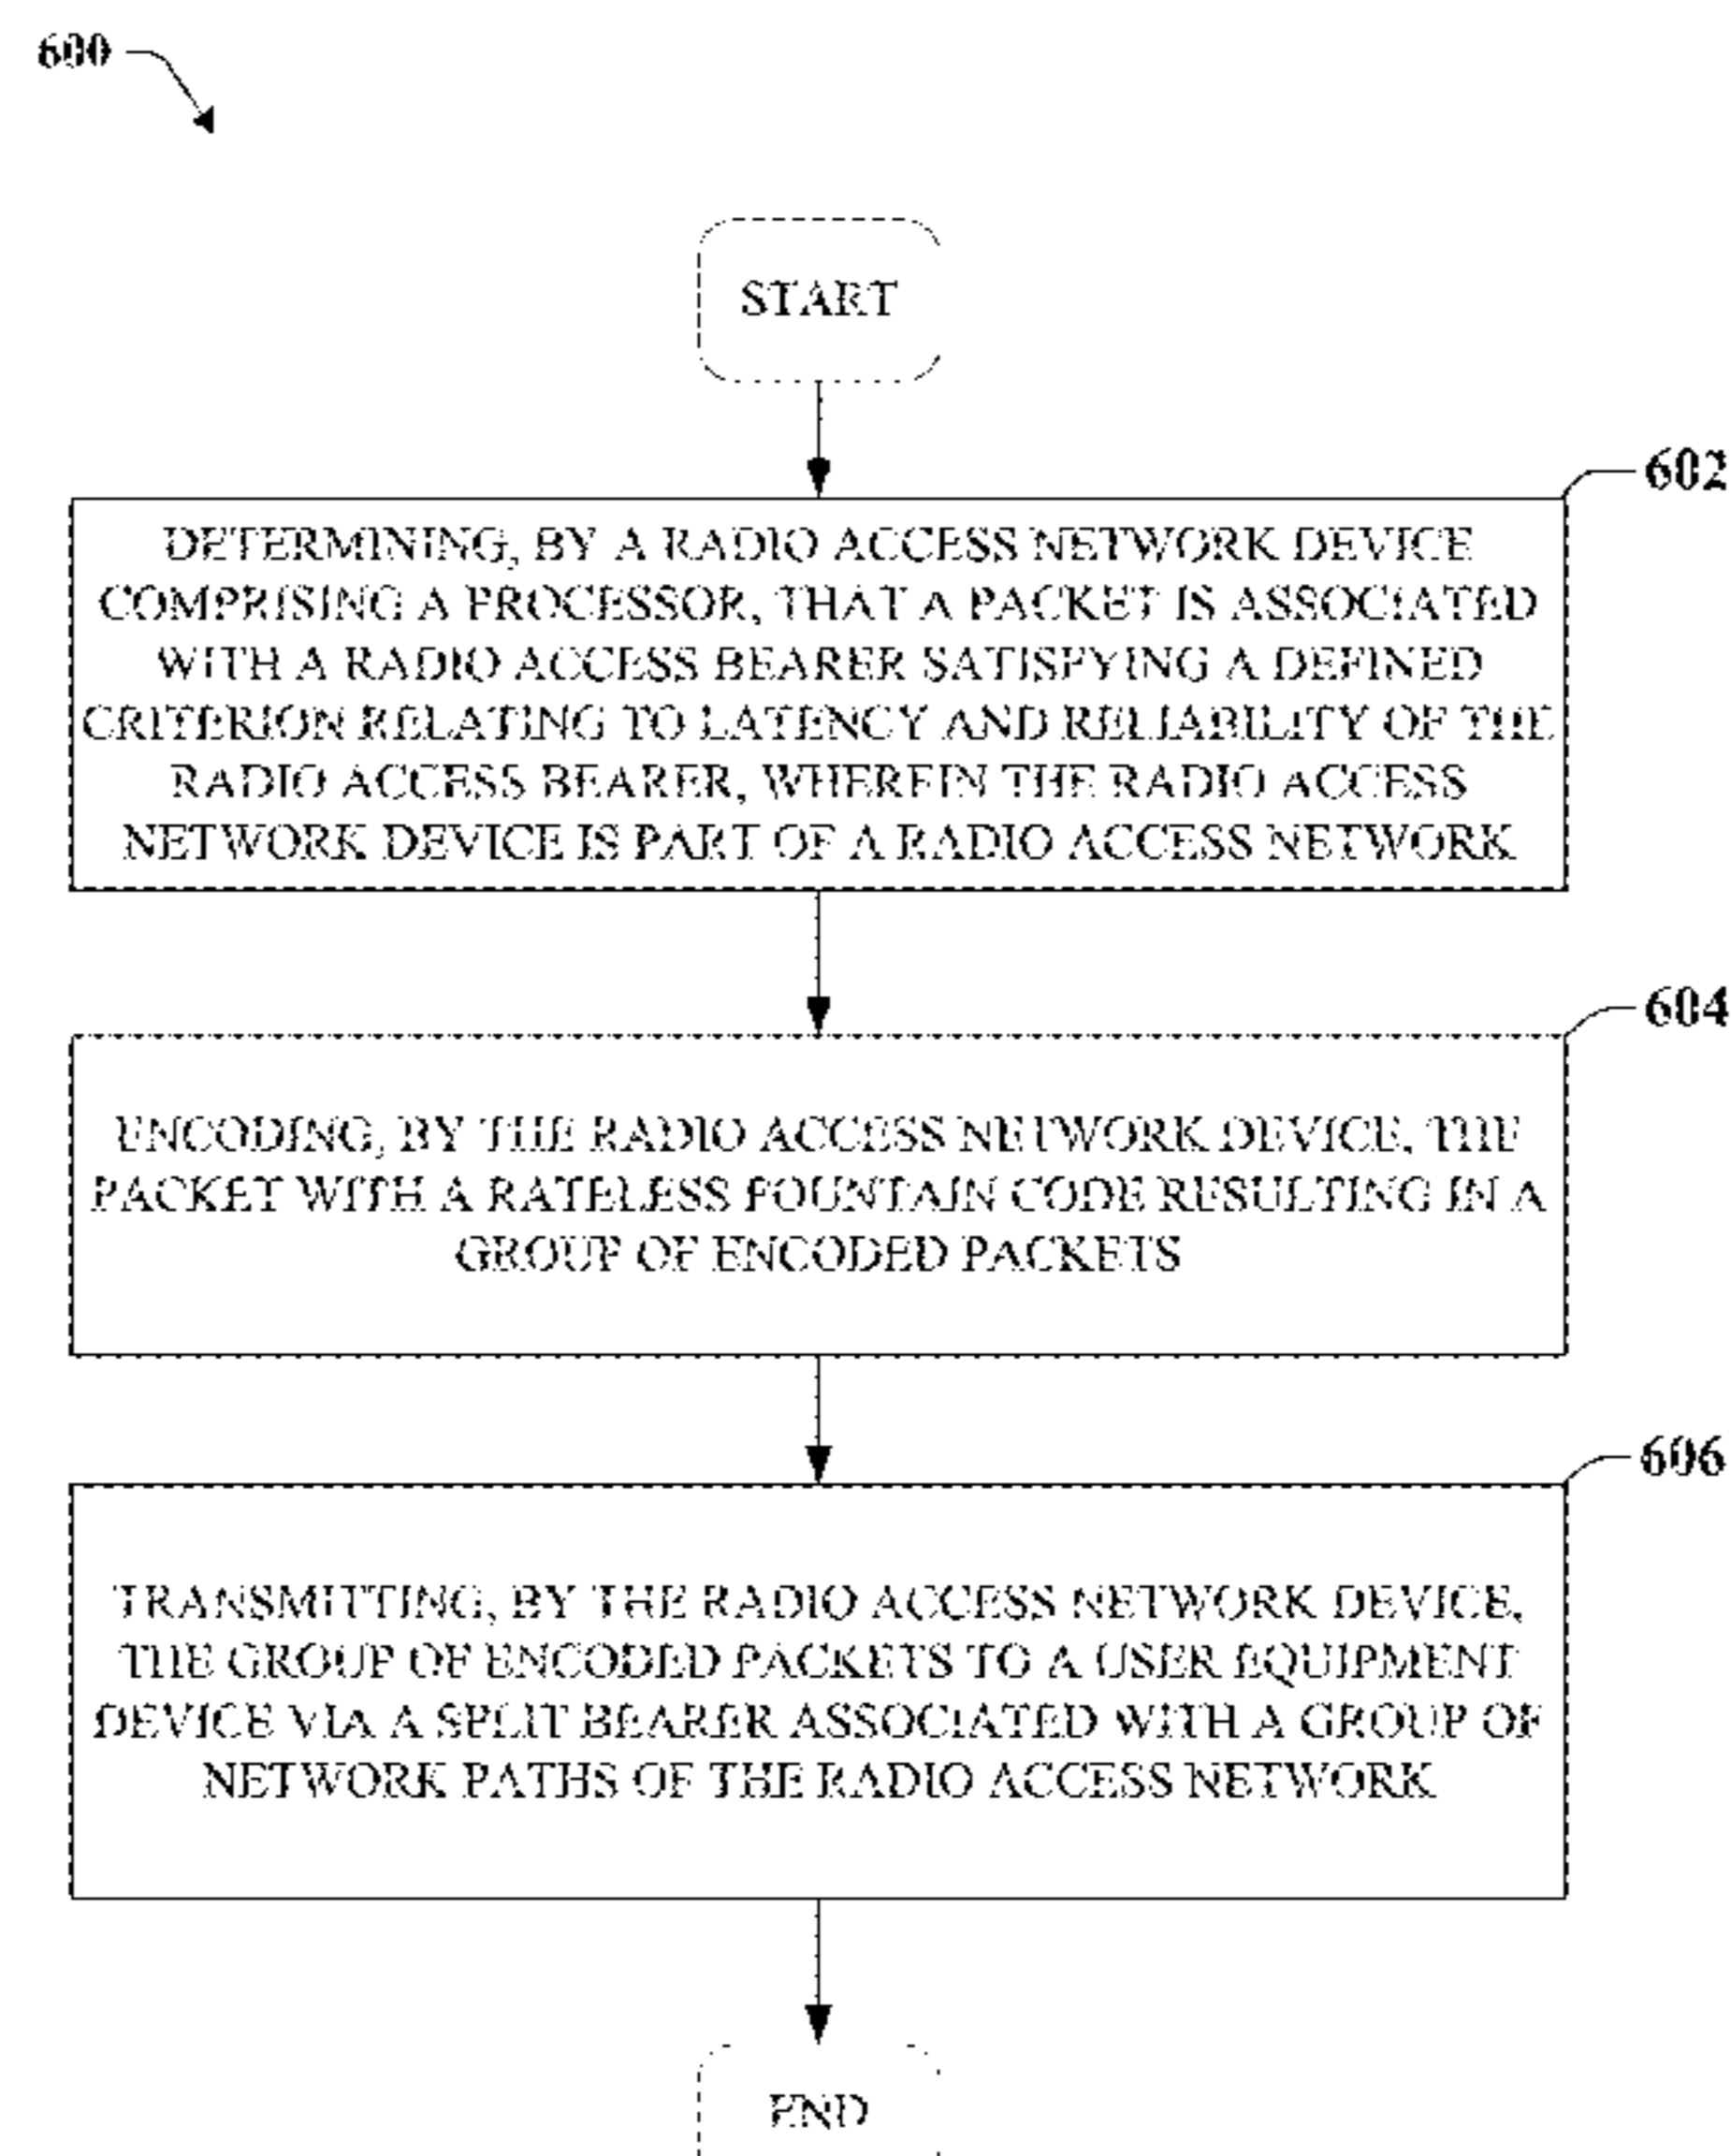 600
START
602
DETERMINING, BY A RADIO ACCESS NETWORK DEVICE
COMPRISING A PROCESSOR, THAT A PACKET IS ASSOCIATED
WITH A RADIO ACCESS BEARER SATISFYING A DEFINED
CRITERION RELATING TO LATENCY AND RELIABILITY OF THE
RADIO ACCESS BEARER, WHEREIN THE RADIO ACCESS
NETWORK DEVICE IS PART OF A RADIO ACCESS NETWORK
604
ENCODING, BY THE RADIO ACCESS NETWORK DEVICE, THE
PACKET WITH A RATELESS FOUNTAIN CODE RESULTING IN A
GROUP OF ENCODED PACKETS
606
TRANSMITTING, BY THE RADIO ACCESS NETWORK DEVICE,
THE GROUP OF ENCODED PACKETS TO A USER EQUIPMENT
DEVICE VIA A SPLIT BEARER ASSOCIATED WITH A GROUP OF
NETWORK PATHS OF THE RADIO ACCESS NETWORK
END